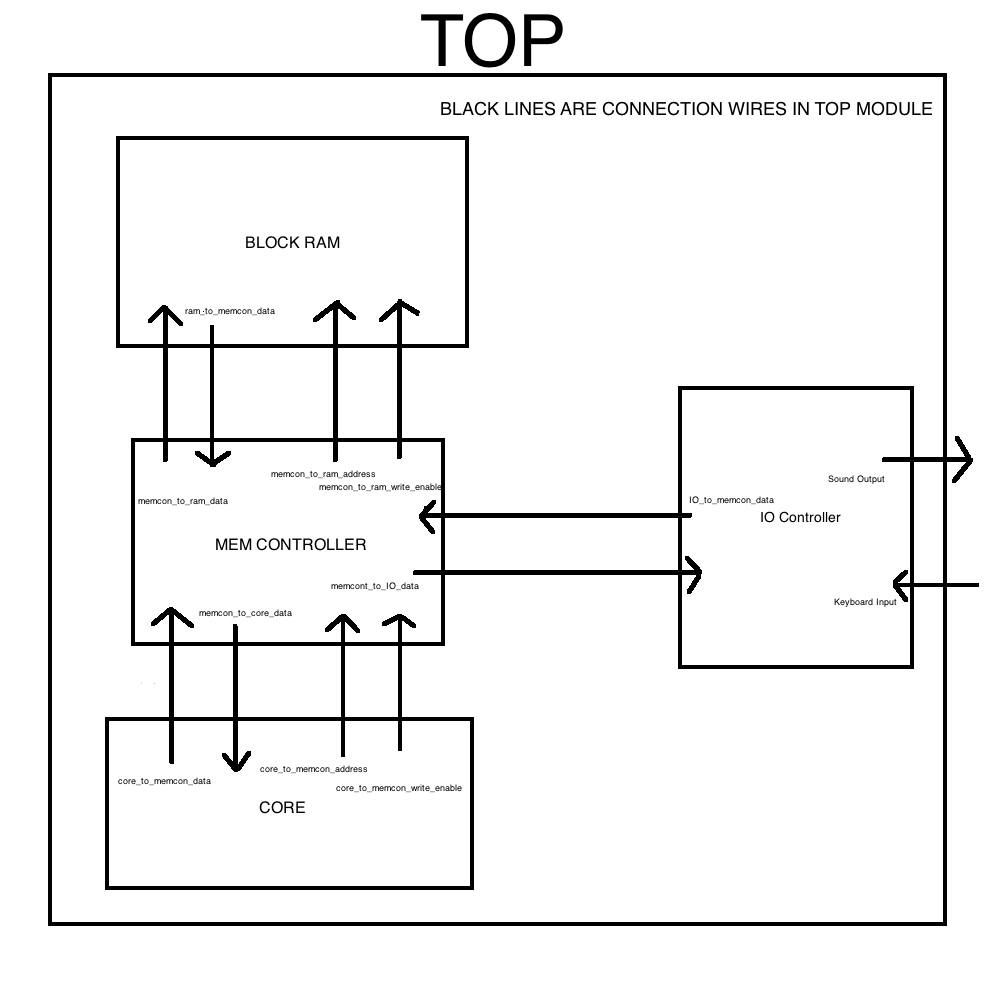 TOP
BLACK LINES ARE CONNECTION WIRES IN TOP MODULE
BLOCK RAM
ram_to_memcon_data
memcon_to_ram_address
memcon_to_ram_write_enable
memcon_to_ram_data
MEM CONTROLLER
memcont_to_IO_data
memcon_to_core_data
Sound Output
IO_to_memcon_data
IO Controller
Keyboard Input
core_to_memcon_address
core_to_memcon_data
core_to_memcon_write_enable
CORE